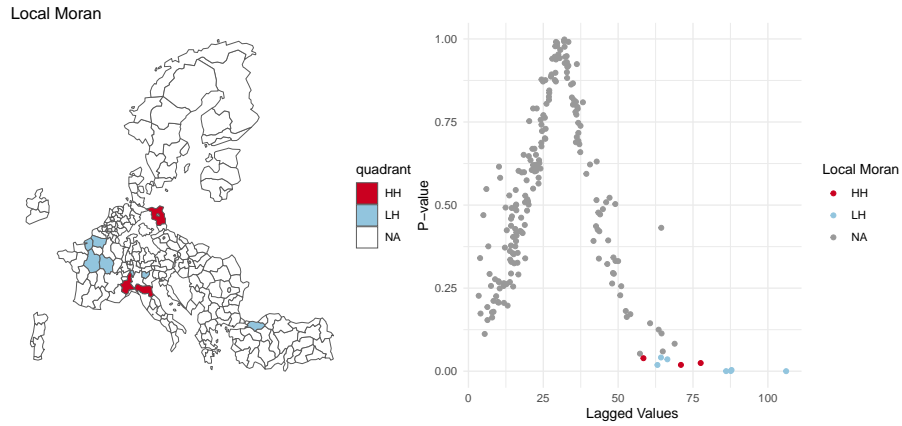 Local Moran
quadrant
HH
LH
NA
P−value
1.00
0.75
0.50
0.25
0.00
0
25
50
75
100
Lagged Values
Local Moran
HH
LH
NA